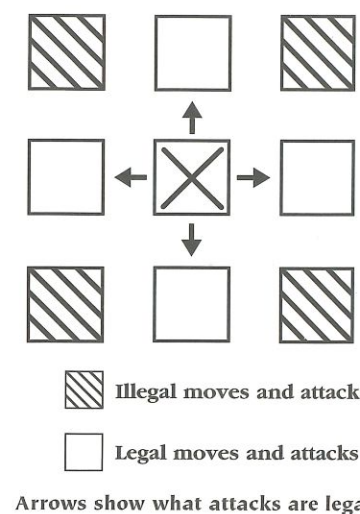 Illegal moves and attack
Legal moves and attacks
Arrows show what attacks are lega